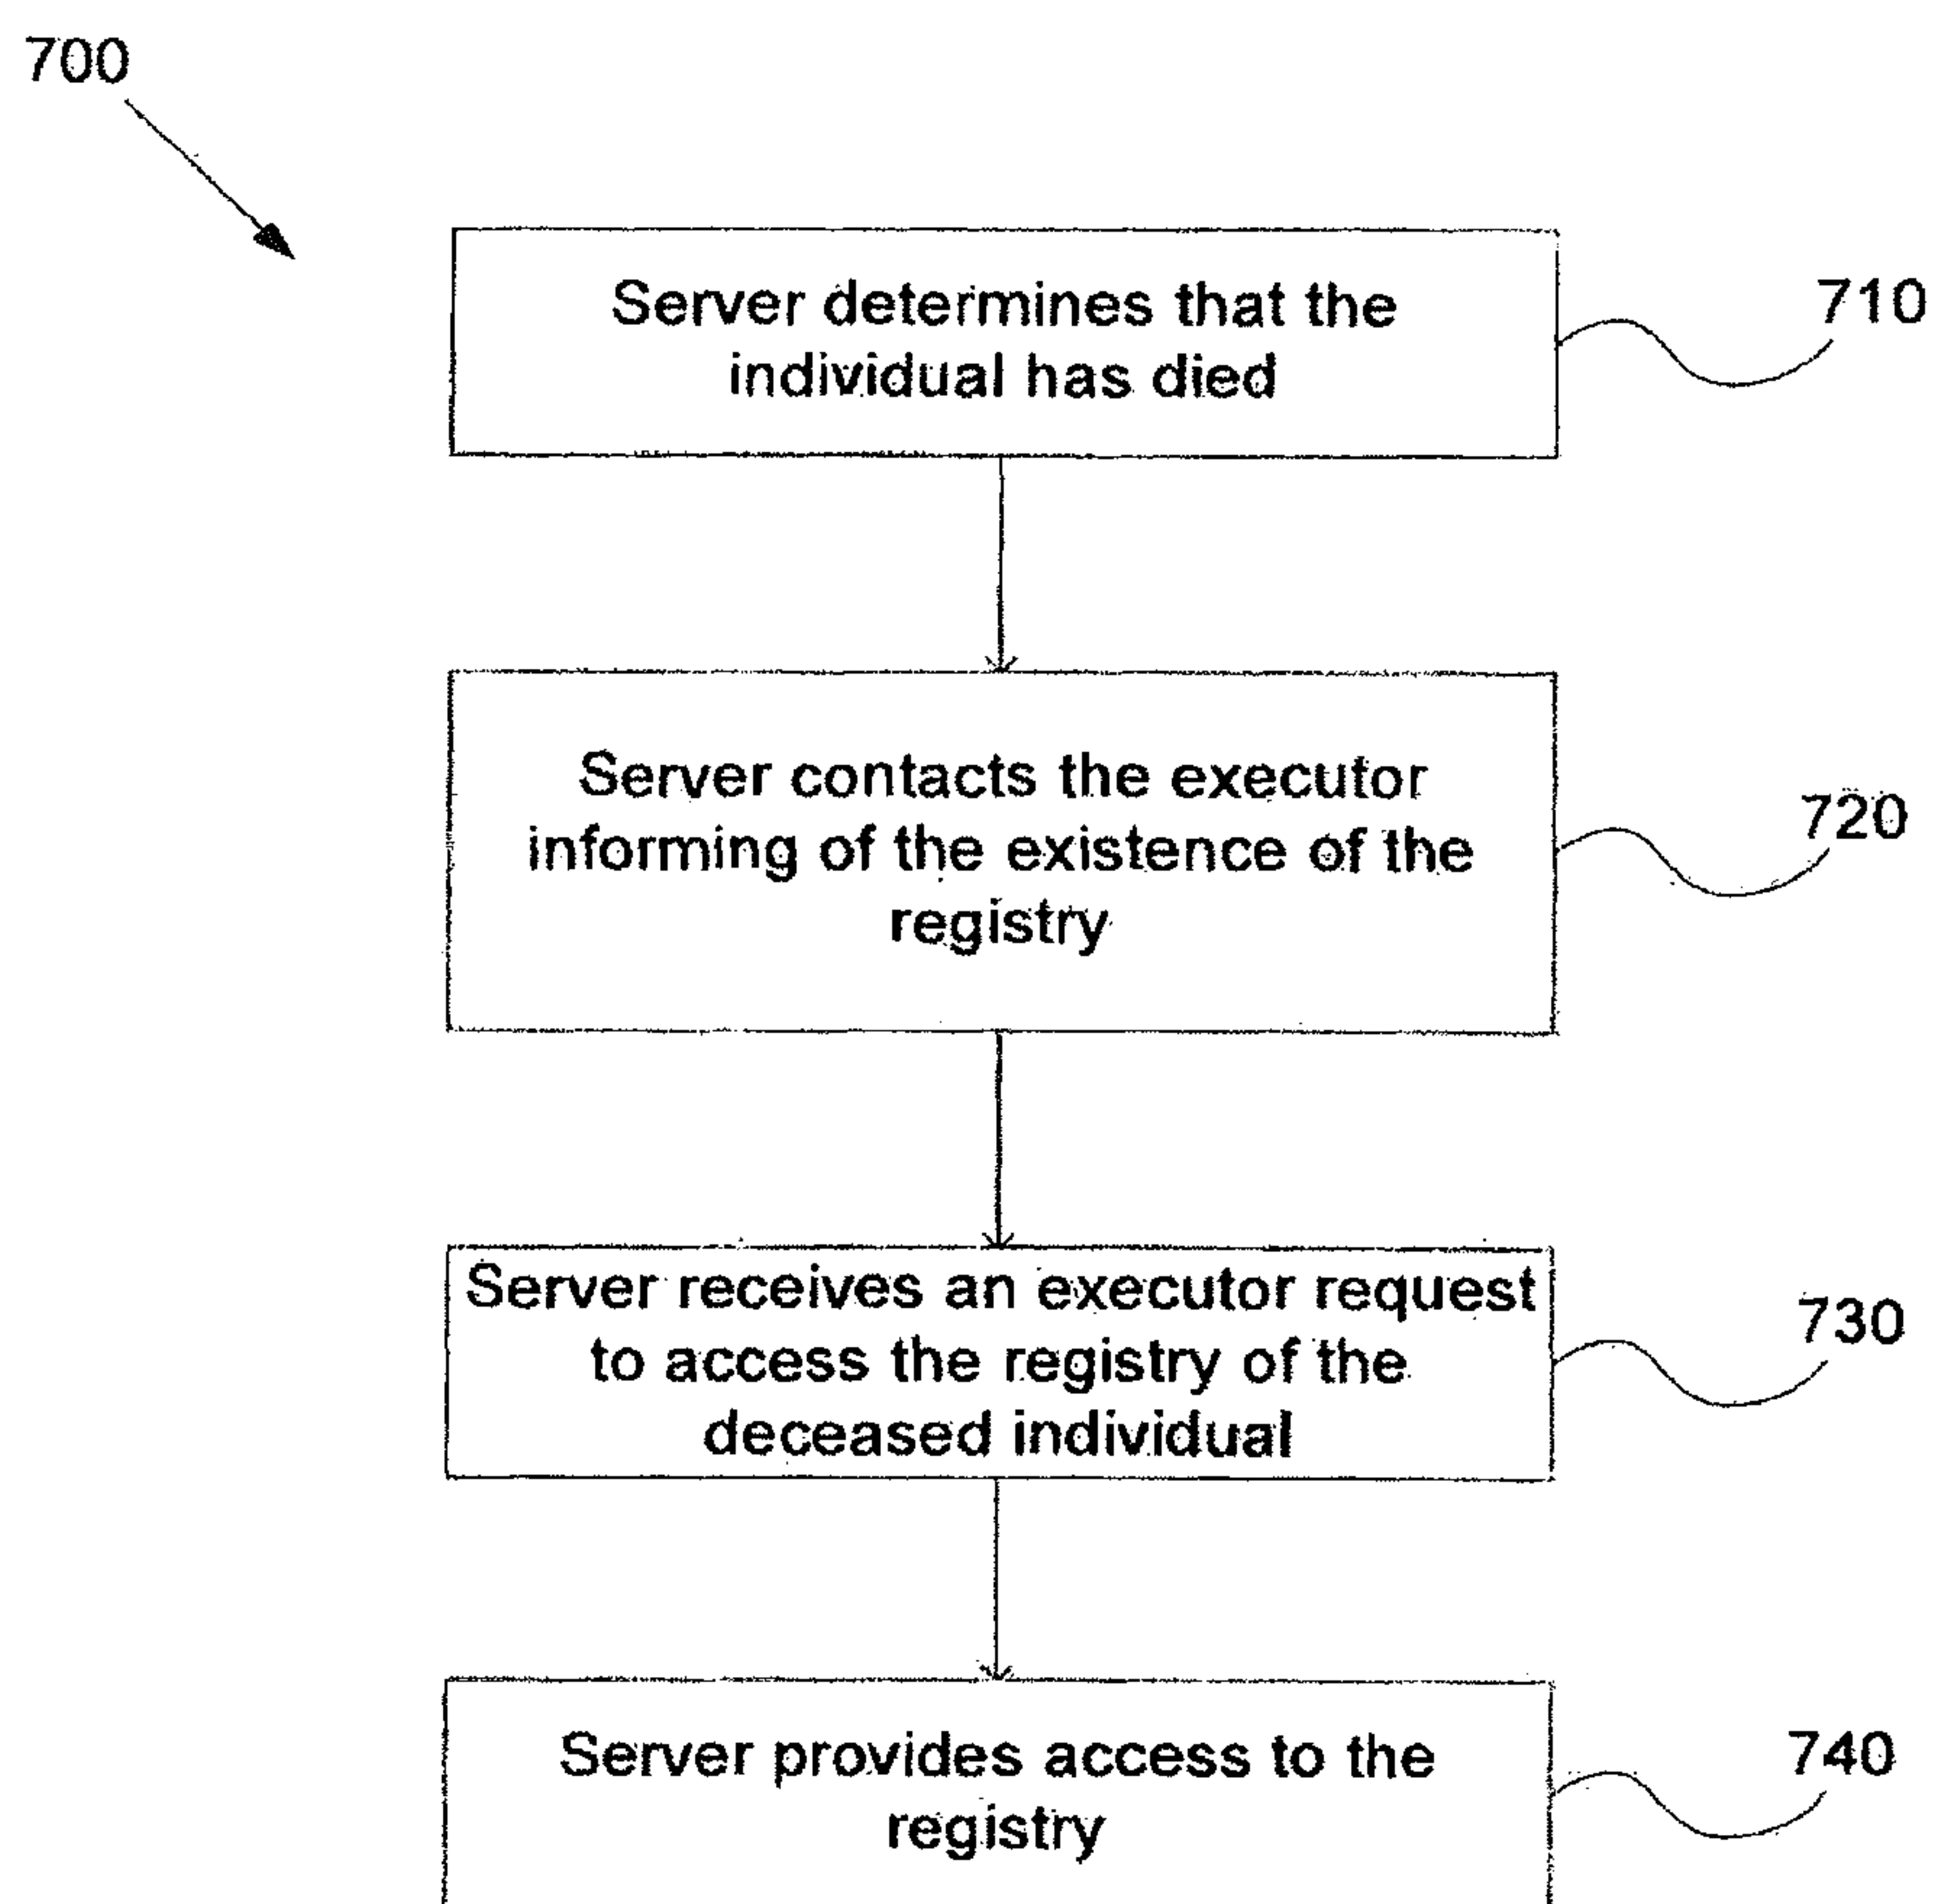 700
Server determines that the
individual has died
710
Server contacts the executor
informing of the existence of the
registry
720
Server receives an executor request
to access the registry of the
deceased individual
730
Server provides access to the
registry
740